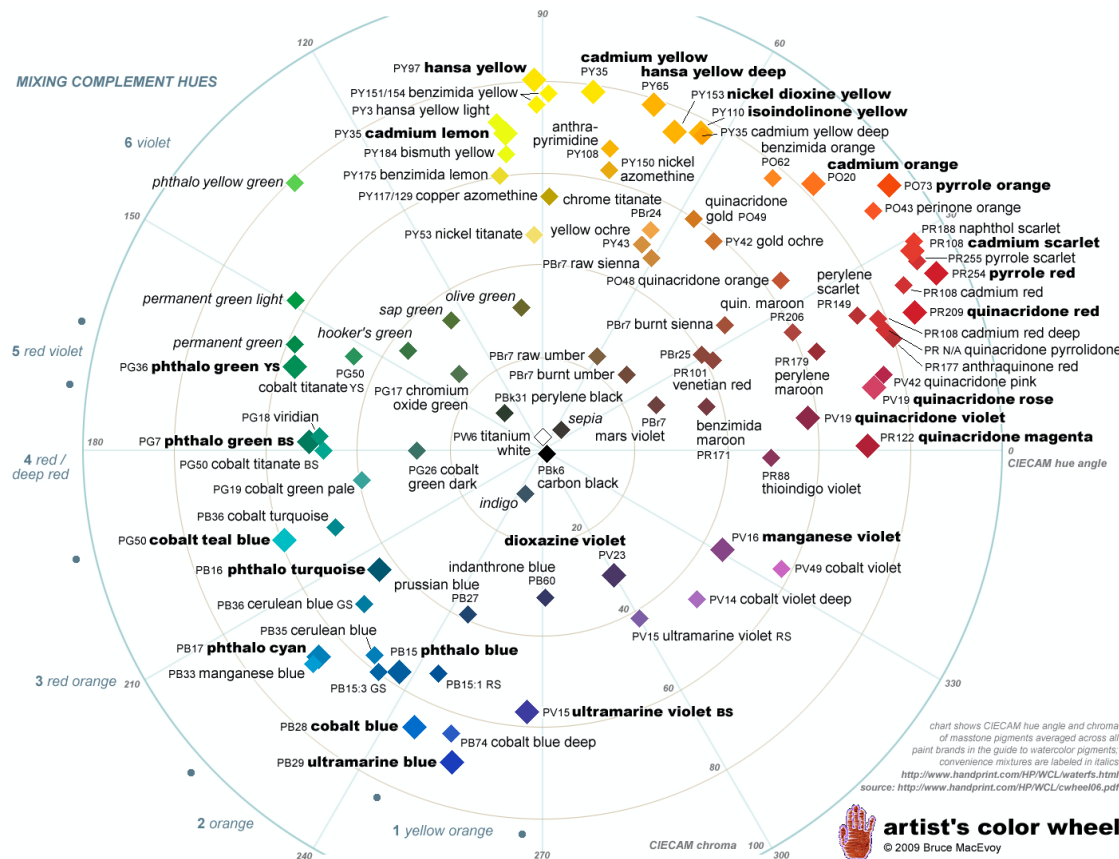 90
120
60
MIXING COMPLEMENT HUES
PY97 hansa yellow
cadmium yellow
PY35
hansa yellow deep
PY65
PY151/154 benzimida yellow
PY153 nickel dioxine yellow
PY3 hansa yellow light
PY110 isoindolinone yellow
PY35 cadmium lemon
anthra-
pyrimidine
PY108
PY35 cadmium yellow deep
benzimida orange
6 violet
PY184 bismuth yellow
PY150 nickel
azomethine
PO62
cadmium orange
PO20
phthalo yellow green
PY175 benzimida lemon
PO73 pyrrole orange
PY117/129 copper azomethine
chrome titanate
quinacridone
gold PO49
PO43 perinone orange
150
30
PR188 naphthol scarlet
PY53 nickel titanate
yellow ochre
PBr24
PY43
PY42 gold ochre
PR108 cadmium scarlet
PR255 pyrrole scarlet
PBr7 raw sienna
PR254 pyrrole red
PO48 quinacridone orange
perylene
scarlet
PR149
PR108 cadmium red
permanent green light
olive green
sap green
quin. maroon
PR206
PR209 quinacridone red
hooker's green
PBr7 burnt sienna
PR108 cadmium red deep
permanent green
PR N/A quinacridone pyrrolidone
5 red violet
PG36 phthalo green YS
PG50
cobalt titanate YS
PBr7 raw umber
PBr25
PR101
venetian red
PR179
perylene
maroon
PR177 anthraquinone red
PBr7 burnt umber
PV42 quinacridone pink
PG17 chromium
oxide green
PBk31 perylene black
PV19 quinacridone rose
PG18 viridian
sepia
mars violet
PBr7
PV19 quinacridone violet
180
PG7 phthalo green BS
PW6 titanium
white
benzimida
maroon
PR171
PR122 quinacridone magenta
0
CIECAM hue angle
4 red /
deep red
PG50 cobalt titanate BS
PG26 cobalt
green dark
PBk6
carbon black
PR88
thioindigo violet
PG19 cobalt green pale
indigo
PB36 cobalt turquoise
20
PG50 cobalt teal blue
dioxazine violet
PV23
PV16 manganese violet
PB16 phthalo turquoise
indanthrone blue
PB60
PV49 cobalt violet
prussian blue
PB27
PB36 cerulean blue GS
40
PV14 cobalt violet deep
PV15 ultramarine violet RS
PB35 cerulean blue
PB17 phthalo cyan
PB15 phthalo blue
PB33 manganese blue
PB15:3 GS
PB15:1 RS
3 red orange
210
60
330
PV15 ultramarine violet BS
PB28 cobalt blue
PB74 cobalt blue deep
PB29 ultramarine blue
80
chart shows CIECAM hue angle and chroma
of masstone pigments averaged across all
paint brands in the guide to watercolor pigments;
convenience mixtures are labeled in italics
http://www.handprint.com/HP/WCL/waterfs.html
source: http://www.handprint.com/HP/WCL/cwheel06.pdf
2 orange
1 yellow orange
artist's color wheel
© 2009 Bruce MacEvoy
240
270
CIECAM chroma 100
300